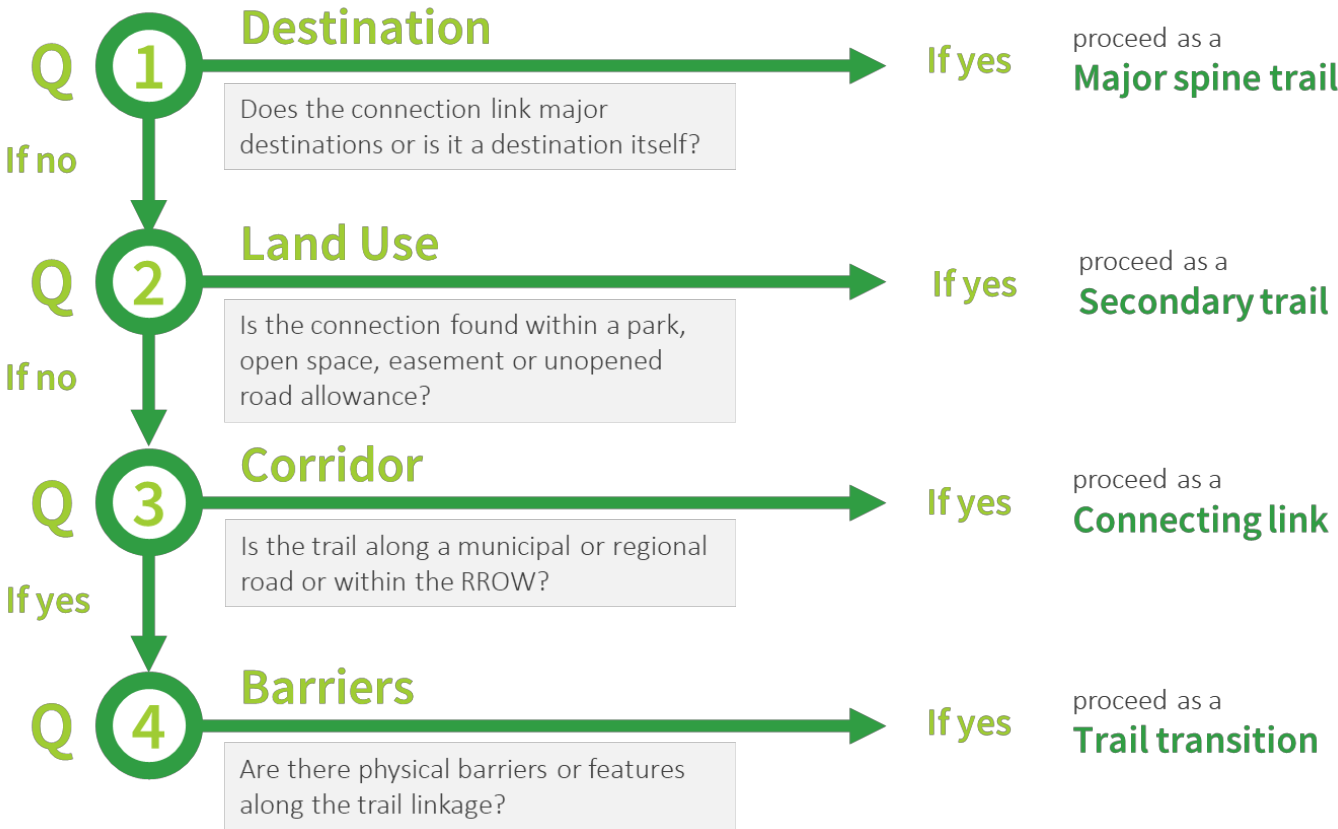 Destination
Q 1 If yes proceed as a
Major spine trail
Does the connection link major
destinations or is it a destination itself?
If no
Land Use
Q 2 If yes proceed as a
Secondary trail
Is the connection found within a park,
open space, easement or unopened
road allowance?
If no
Corridor
Q 3 If yes proceed as a
Connecting link
Is the trail along a municipal or regional
road or within the RROW?
If yes
Barriers
Q 4 If yes proceed as a
Trail transition
Are there physical barriers or features
along the trail linkage?